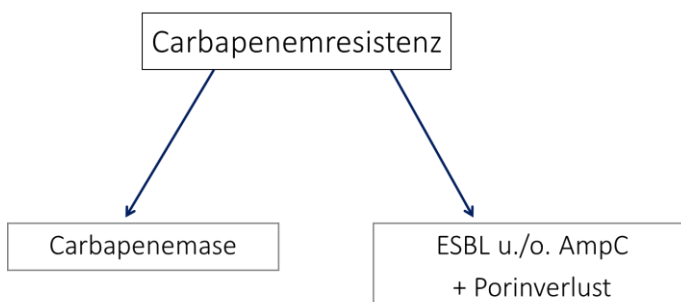 Carbapenemresistenz
Carbapenemase
ESBL u./o. AmpC
+ Porinverlust